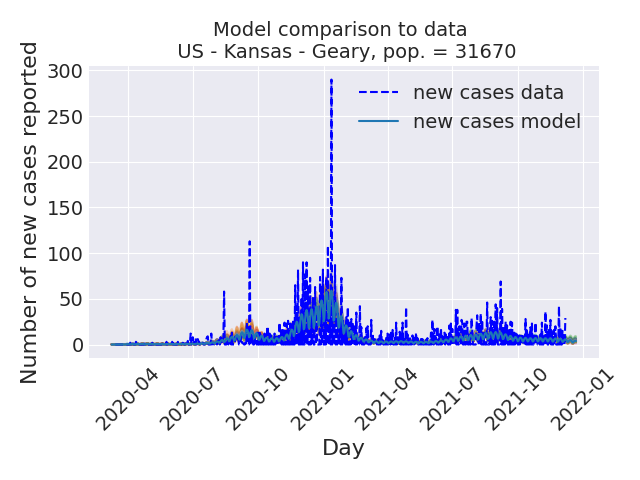 Model comparison to data
US - Kansas - Geary, pop. = 31670
new cases data
new cases model
Number of new cases reported
300
250
200
150
100
50
0
2020-04
2020-07
2020-10
2021-01
2021-04
2021-07
2021-10
2022-01
Day